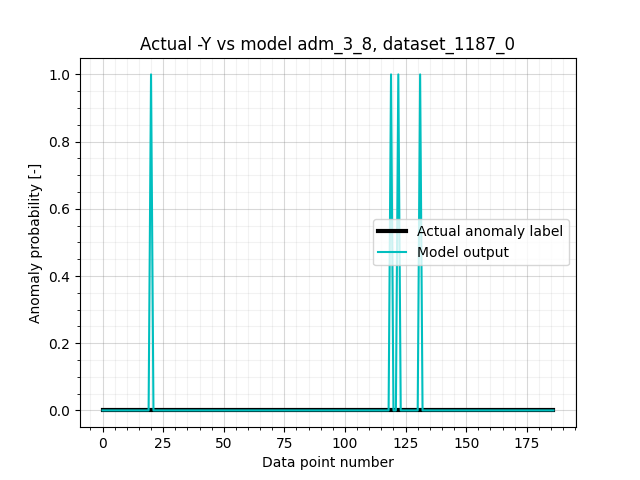 Actual -Y vs model adm_3_8, dataset_1187_0
Anomaly probability [-]
1.0
0.8
0.6
0.4
0.2
0.0
Actual anomaly label
Model output
0 25 50 75 100 125 150 175
Data point number